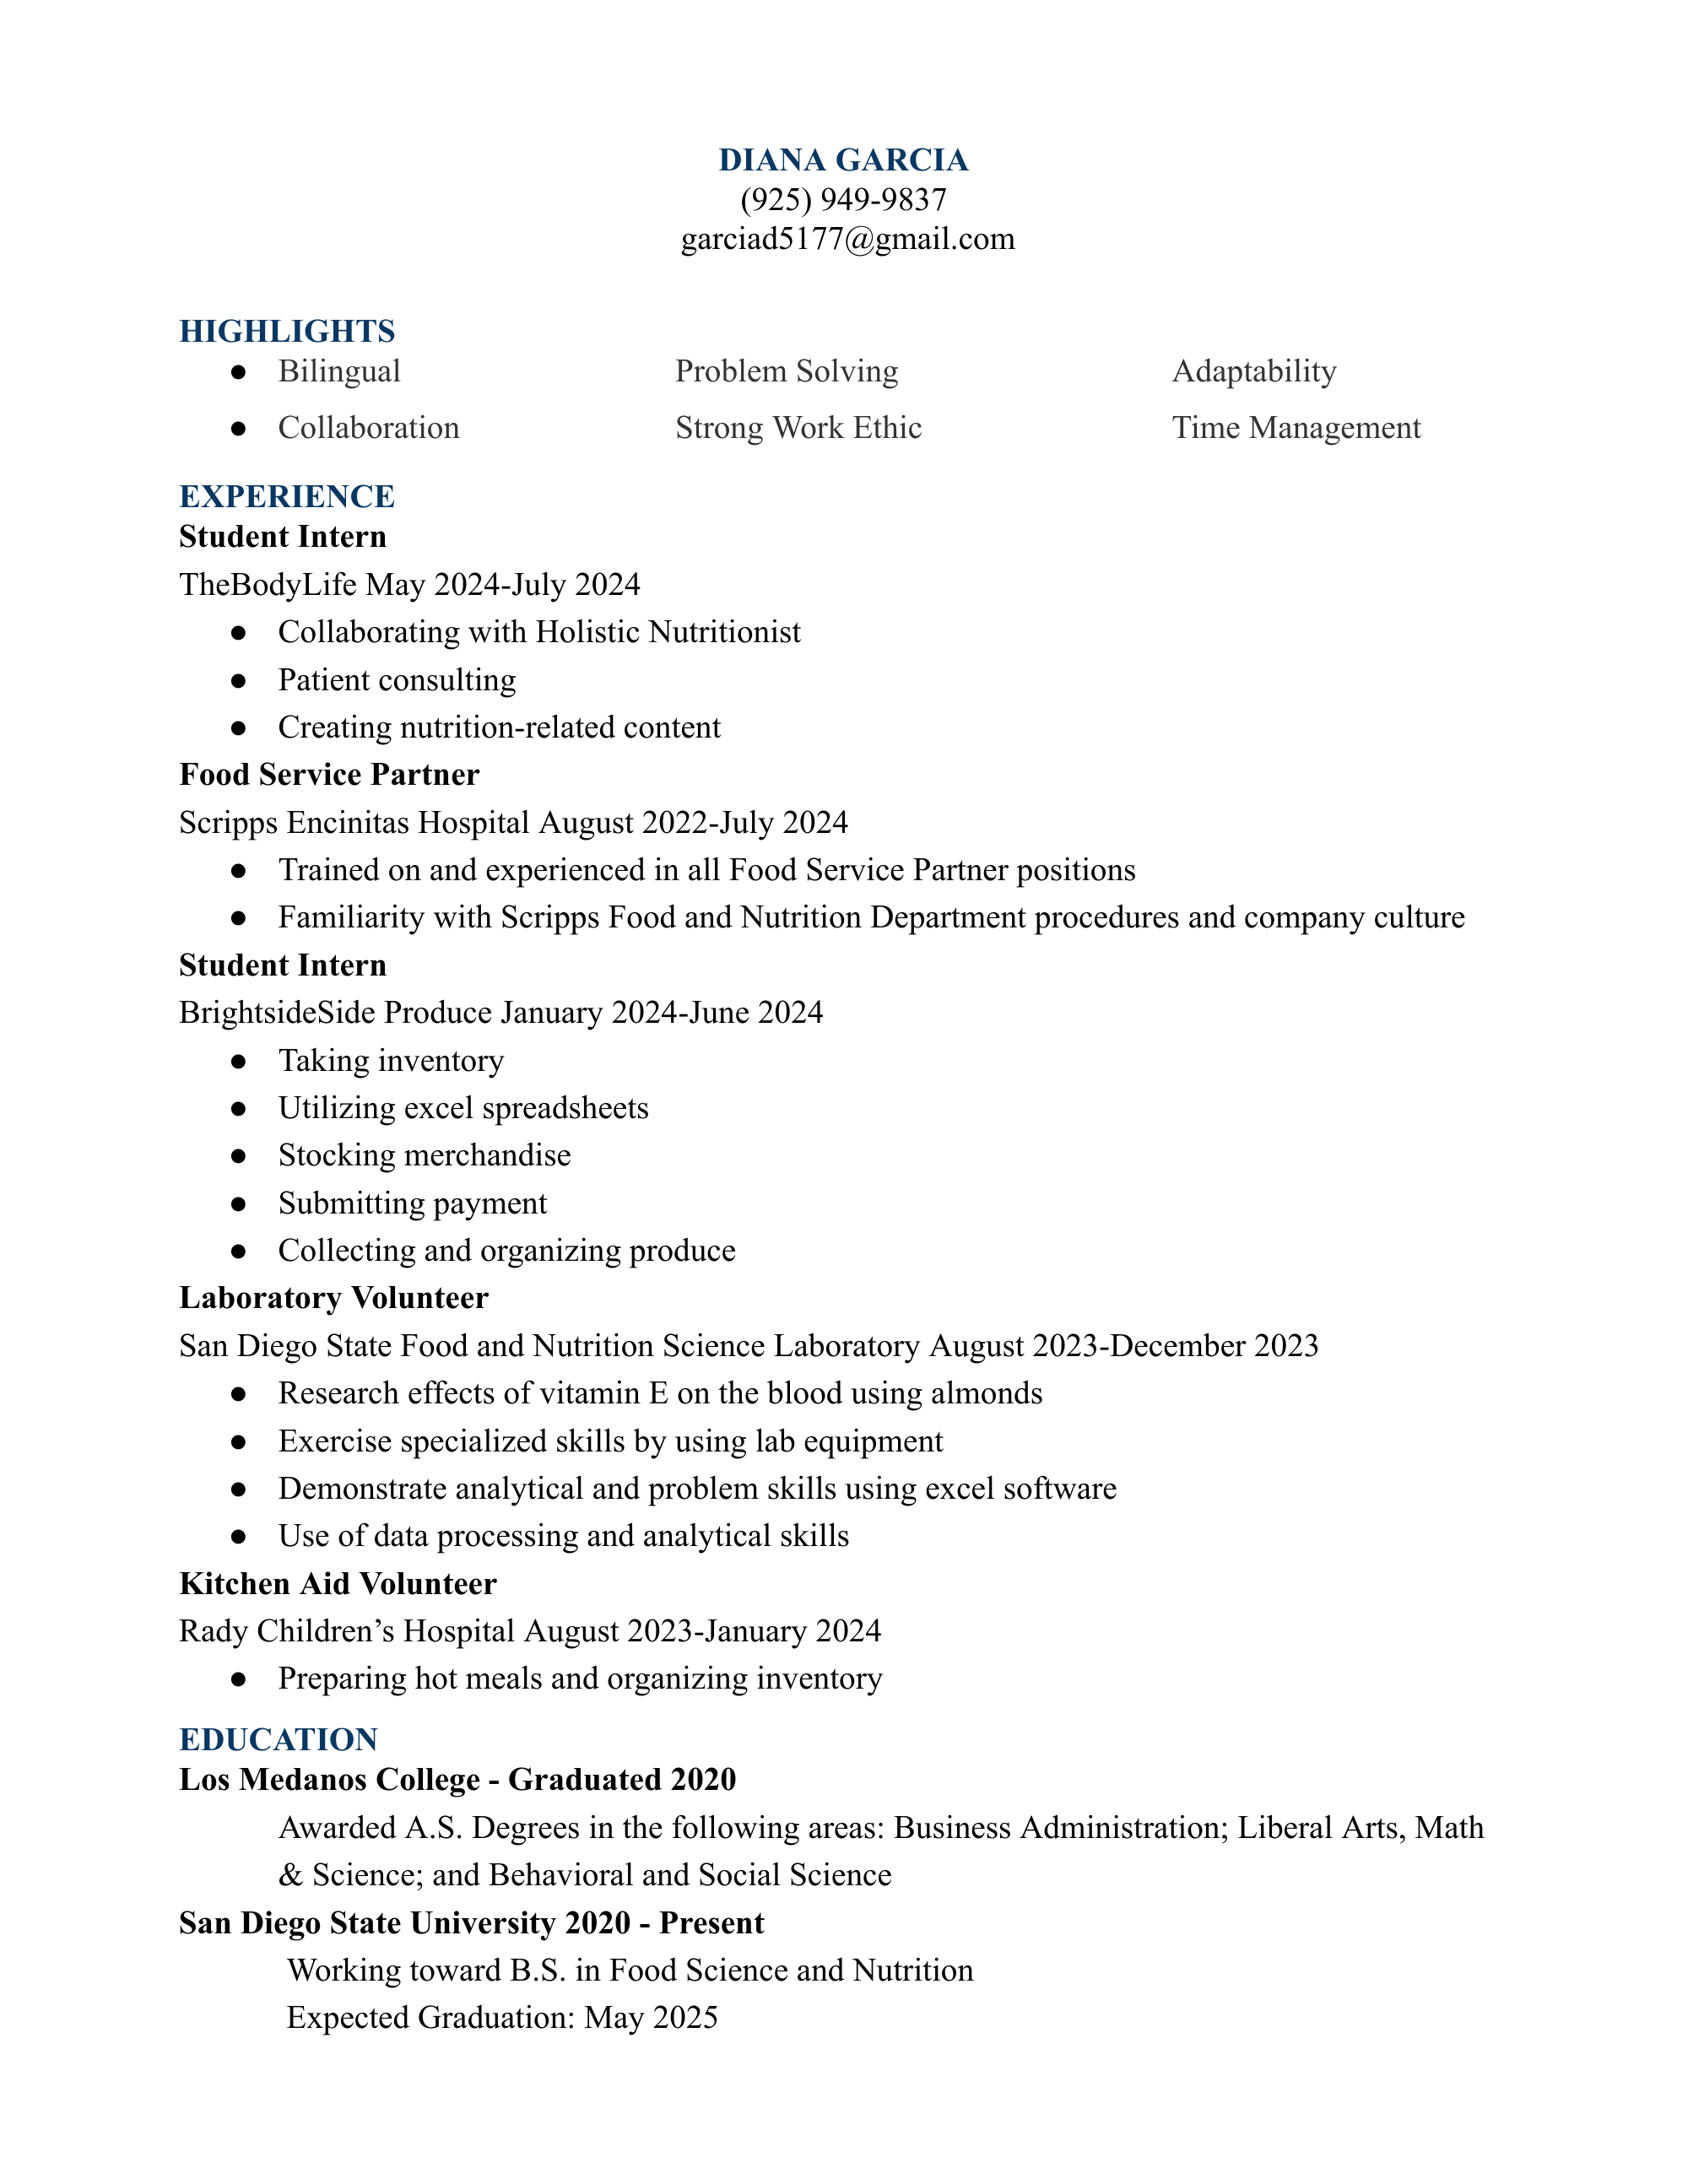 DIANA GARCIA
(925) 949-9837
garciad5177@gmail.com
HIGHLIGHTS
● Bilingual Problem Solving Adaptability
● Collaboration Strong Work Ethic Time Management
EXPERIENCE
Student Intern
TheBodyLife May 2024-July 2024
● Collaborating with Holistic Nutritionist
● Patient consulting
● Creating nutrition-related content
Food Service Partner
Scripps Encinitas Hospital August 2022-July 2024
● Trained on and experienced in all Food Service Partner positions
● Familiarity with Scripps Food and Nutrition Department procedures and company culture
Student Intern
BrightsideSide Produce January 2024-June 2024
● Taking inventory
● Utilizing excel spreadsheets
● Stocking merchandise
● Submitting payment
● Collecting and organizing produce
Laboratory Volunteer
San Diego State Food and Nutrition Science Laboratory August 2023-December 2023
● Research effects of vitamin E on the blood using almonds
● Exercise specialized skills by using lab equipment
● Demonstrate analytical and problem skills using excel software
● Use of data processing and analytical skills
Kitchen Aid Volunteer
Rady Children’s Hospital August 2023-January 2024
● Preparing hot meals and organizing inventory
EDUCATION
Los Medanos College - Graduated 2020
Awarded A.S. Degrees in the following areas: Business Administration; Liberal Arts, Math
& Science; and Behavioral and Social Science
San Diego State University 2020 - Present
Working toward B.S. in Food Science and Nutrition
Expected Graduation: May 2025